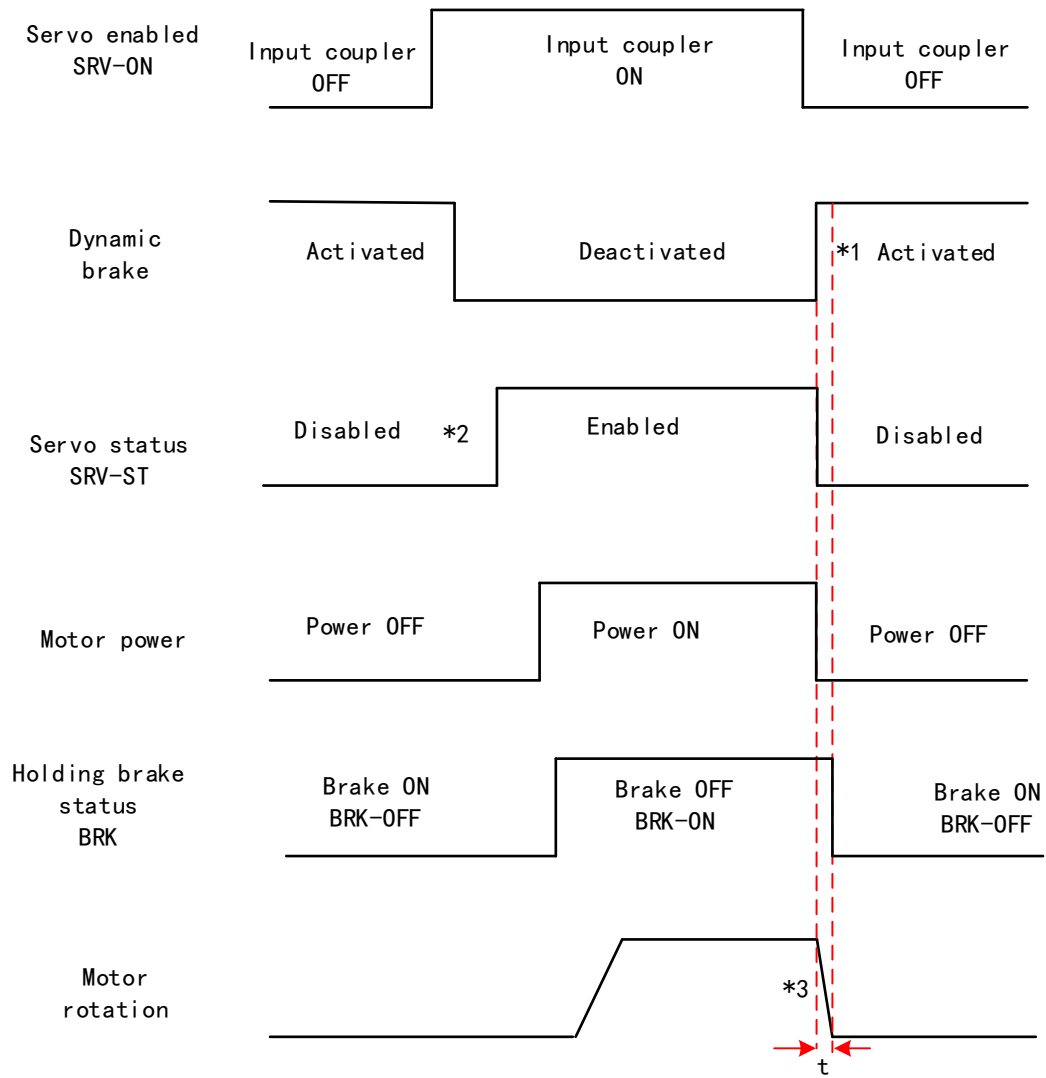 Servo enabled
SRV-ON
Input coupler
OFF
Input coupler
ON
Input coupler
OFF
Dynamic
brake
Activated
Deactivated
*1 Activated
Servo status
SRV-ST
Disabled
*2
Enabled
Disabled
Motor power
Power OFF
Power ON
Power OFF
Holding brake
status
BRK
Brake ON
BRK-OFF
Brake OFF
BRK-ON
Brake ON
BRK-OFF
Motor
rotation
*3
t